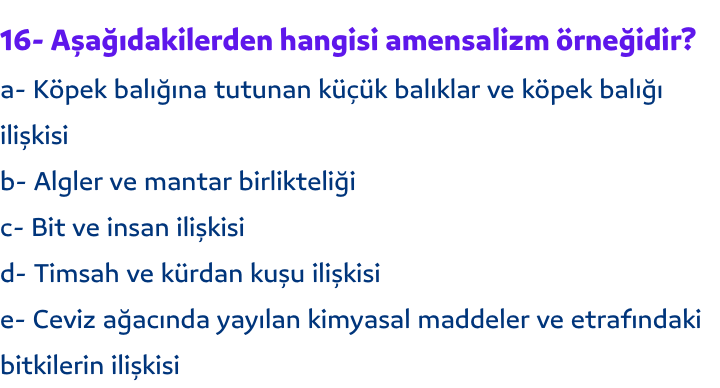 16- Aşağıdakilerden hangisi amensalizm örneğidir?
a- Köpek balığına tutunan küçük balıklar ve köpek balığı
ilişkisi
b- Algler ve mantar birlikteliği
c- Bit ve insan ilişkisi
d- Timsah ve kürdan kuşu ilişkisi
e- Ceviz ağacında yayılan kimyasal maddeler ve etrafındaki
bitkilerin ilişkisi